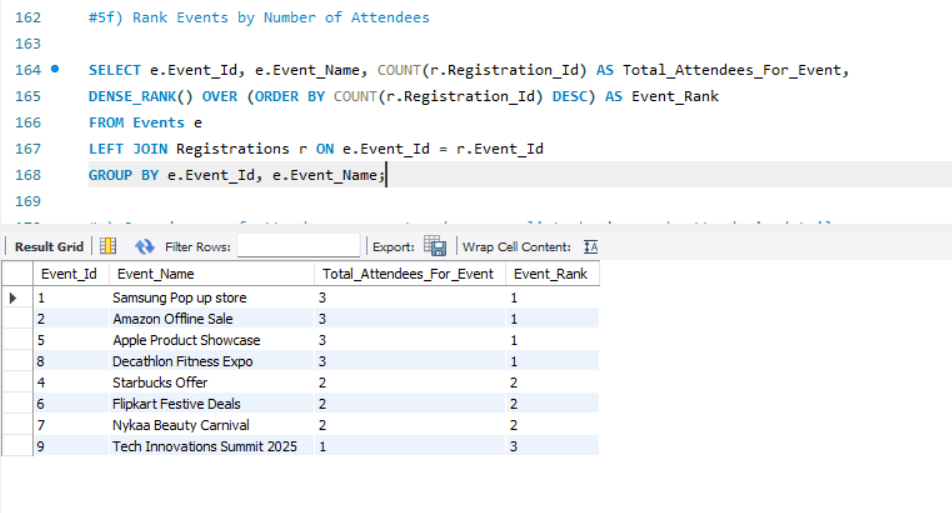 162 #5f) Rank Events by Number of Attendees
163
164 SELECT e.Event_Id, e.Event_Name, COUNT(r.Registration_Id) AS Total_Attendees_For_Event,
165 DENSE_RANK() OVER (ORDER BY COUNT(r.Registration_Id) DESC) AS Event_Rank
166 FROM Events e
167 LEFT JOIN Registrations r ON e.Event_Id = r.Event_Id
168 GROUP BY e.Event_Id, e.Event_Name;
169
Result Grid Filter Rows: Export: Wrap Cell Content:
Event_Id Event_Name Total_Attendees_For_Event Event_Rank
1 Samsung Pop up store 3 1
2 Amazon Offline Sale 3 1
5 Apple Product Showcase 3 1
8 Decathlon Fitness Expo 3 1
4 Starbucks Offer 2 2
6 Flipkart Festive Deals 2 2
7 Nykaa Beauty Carnival 2 2
9 Tech Innovations Summit 2025 1 3